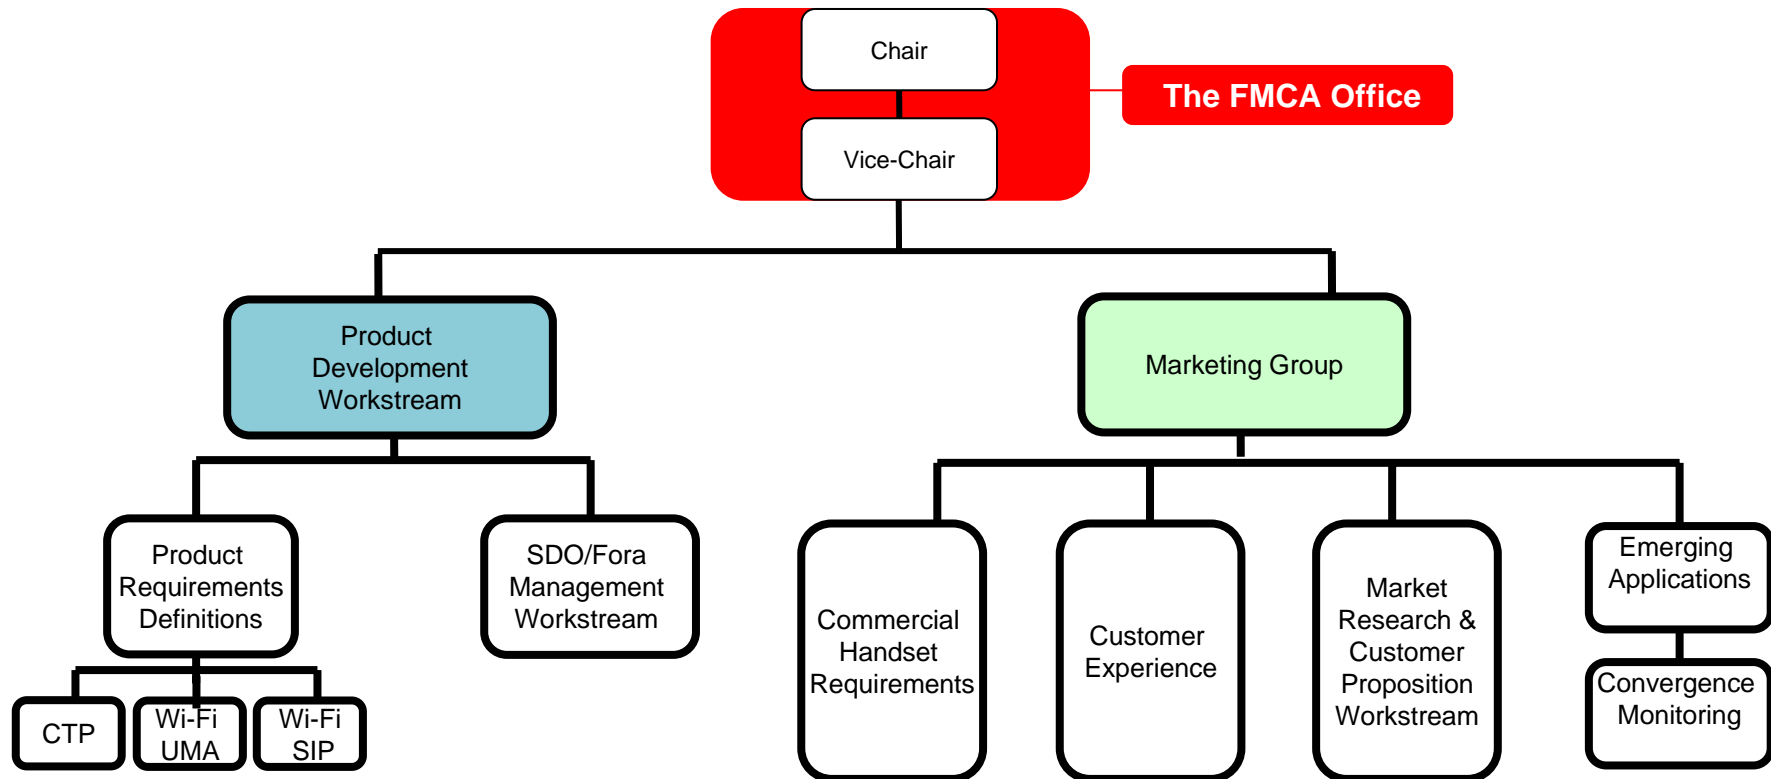 Chair
The FMCA Office
Vice-Chair
Product
Development
Workstream
Marketing Group
Product
Requirements
Definitions
SDO/Fora
Management
Workstream
Commercial
Handset
Requirements
Customer
Experience
Market
Research &
Customer
Proposition
Workstream
Emerging
Applications
Convergence
Monitoring
CTP
Wi-Fi
UMA
Wi-Fi
SIP